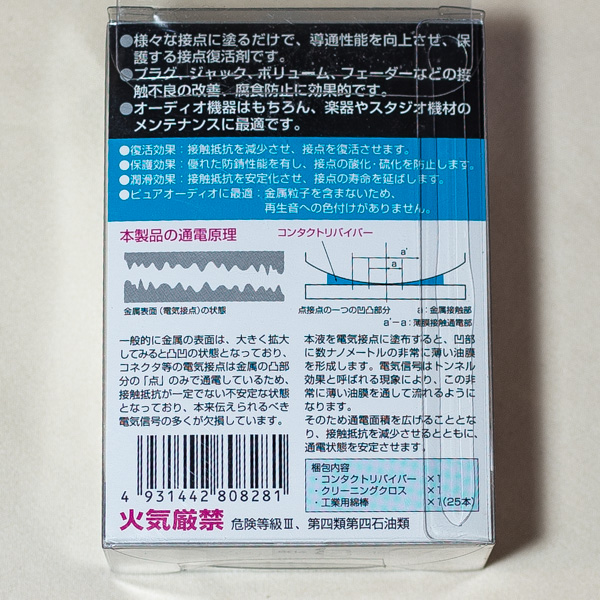 ●様々な接点に塗るだけで、導通性能を向上させ、保
護する接点復活剤です。
●プラグ、ジャック、ボリューム、フェーダーなどの接
触不良の改善、腐食防止に効果的です。
●オーディオ機器はもちろん、楽器やスタジオ機材の
メンテナンスに最適です。
●復活効果：接触抵抗を減少させ、接点を復活させます。
●保護効果：優れた防錆性能を有し、接点の酸化・硫化を防止します。
●潤滑効果：接触抵抗を安定化させ、接点の寿命を延ばします。
●ピュアオーディオに最適：金属粒子を含まないため、
再生音への色付けがありません。
本製品の通電原理
コンタクトリバイバー
a'
a
金属表面（電気接点）の状態
点接点の一つの凹凸部分 a：金属接触部
a'－a：薄膜接触通電部
一般的に金属の表面は、大きく拡大
してみると凸凹の状態となっており、
コネクタ等の電気接点は金属の凸部
分の「点」のみで通電しているため、
接触抵抗が一定でない不安定な状態
となっており、本来伝えられるべき
電気信号の多くが欠損しています。
本液を電気接点に塗布すると、凹部
に数ナノメートルの非常に薄い油膜
を形成します。電気信号はトンネル
効果と呼ばれる現象により、この非
常に薄い油膜を通して流れるように
なります。
そのため通電面積を広げることとな
り、接触抵抗を減少させるとともに、
通電状態を安定させます。
4 931442 808281
梱包内容
・コンタクトリバイバー ×1
・クリーニングクロス ×1
・工業用綿棒 ×1（25本）
火気厳禁 危険等級Ⅲ、第四類第四石油類